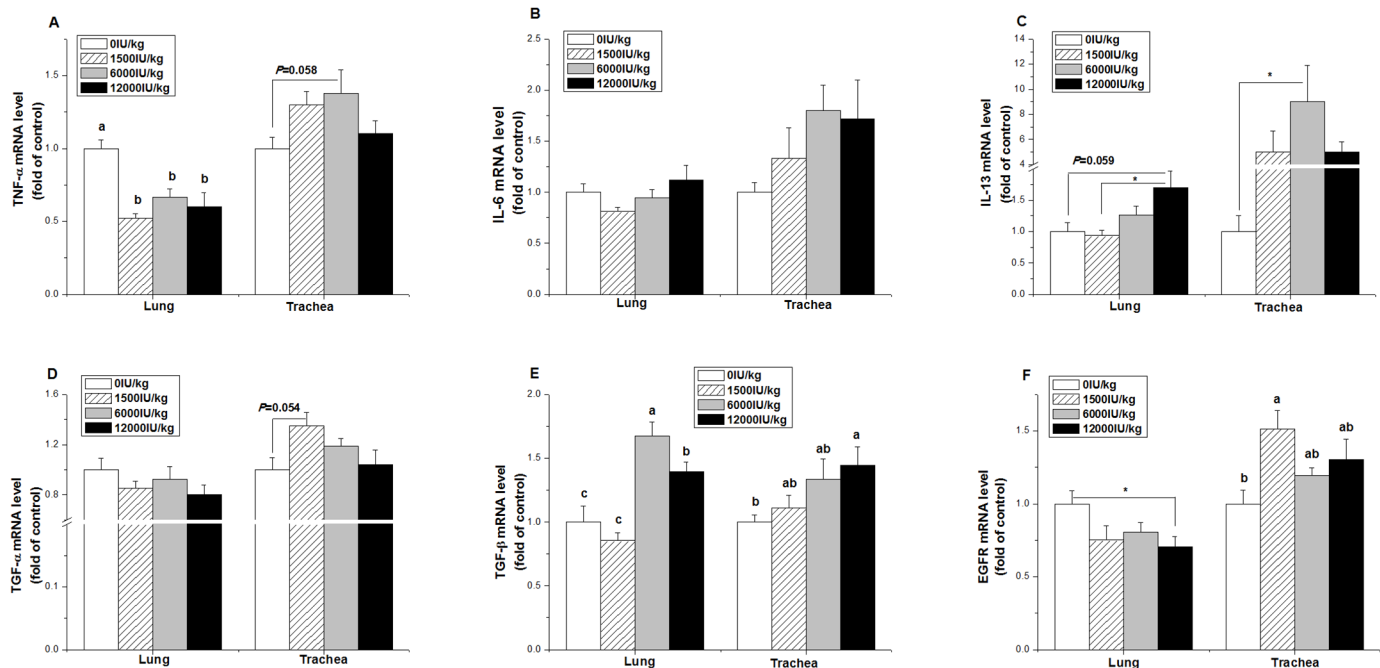 A
0IU/kg
1500IU/kg
6000IU/kg
12000IU/kg
TNF-α mRNA level
(fold of control)
1.5
1.0
0.5
0.0
a
b
b
b
P=0.058
Lung
Trachea
B
0IU/kg
1500IU/kg
6000IU/kg
12000IU/kg
IL-6 mRNA level
(fold of control)
2.5
2.0
1.5
1.0
0.5
0.0
Lung
Trachea
C
0IU/kg
1500IU/kg
6000IU/kg
12000IU/kg
IL-13 mRNA level
(fold of control)
14
12
10
8
6
4
1.5
1.0
0.5
0.0
P=0.059
*
*
Lung
Trachea
D
0IU/kg
1500IU/kg
6000IU/kg
12000IU/kg
TGF-α mRNA level
(fold of control)
1.6
1.2
0.8
0.1
0.0
P=0.054
Lung
Trachea
E
0IU/kg
1500IU/kg
6000IU/kg
12000IU/kg
TGF-β mRNA level
(fold of control)
2.0
1.5
1.0
0.5
0.0
c
c
a
b
b
ab
ab
a
Lung
Trachea
F
0IU/kg
1500IU/kg
6000IU/kg
12000IU/kg
EGFR mRNA level
(fold of control)
1.5
1.0
0.5
0.0
*
b
a
ab
ab
Lung
Trachea